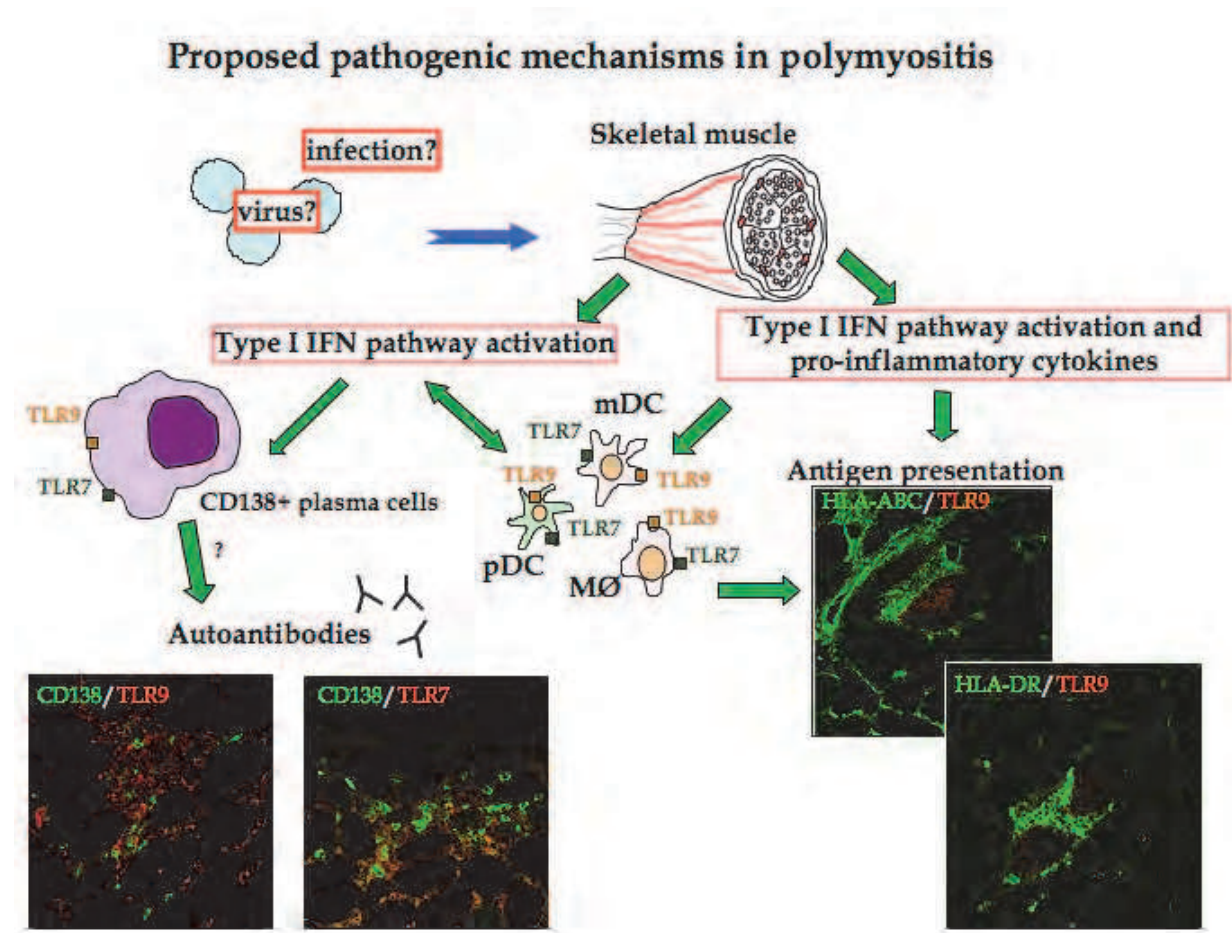 Proposed pathogenic mechanisms in polymyositis
infection?
virus?
Skeletal muscle
Type I IFN pathway activation
Type I IFN pathway activation and
pro-inflammatory cytokines
TLR9
TLR7
CD138+ plasma cells
?
Autoantibodies
mDC
TLR7
TLR9
TLR9
TLR7
pDC
TLR9
TLR7
MØ
Antigen presentation
HLA-ABC/TLR9
HLA-DR/TLR9
CD138/TLR9
CD138/TLR7